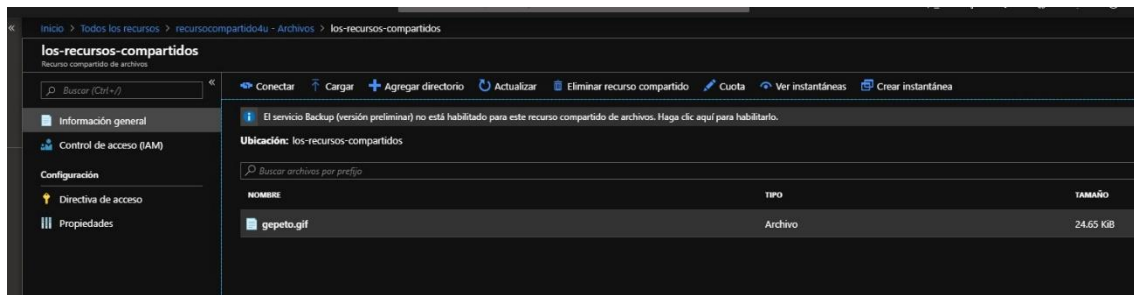 Inicio > Todos los recursos > recursocompartido4u - Archivos > los-recursos-compartidos
los-recursos-compartidos
Recurso compartido de archivos
Buscar (Ctrl+/)
Información general
Control de acceso (IAM)
Configuración
Directiva de acceso
Propiedades
Conectar Cargar Agregar directorio Actualizar Eliminar recurso compartido Cuota Ver instantáneas Crear instantánea
El servicio Backup (versión preliminar) no está habilitado para este recurso compartido de archivos. Haga clic aquí para habilitarlo.
Ubicación: los-recursos-compartidos
Buscar archivos por prefijo
NOMBRE TIPO TAMAÑO
gepeto.gif Archivo 24.65 KiB